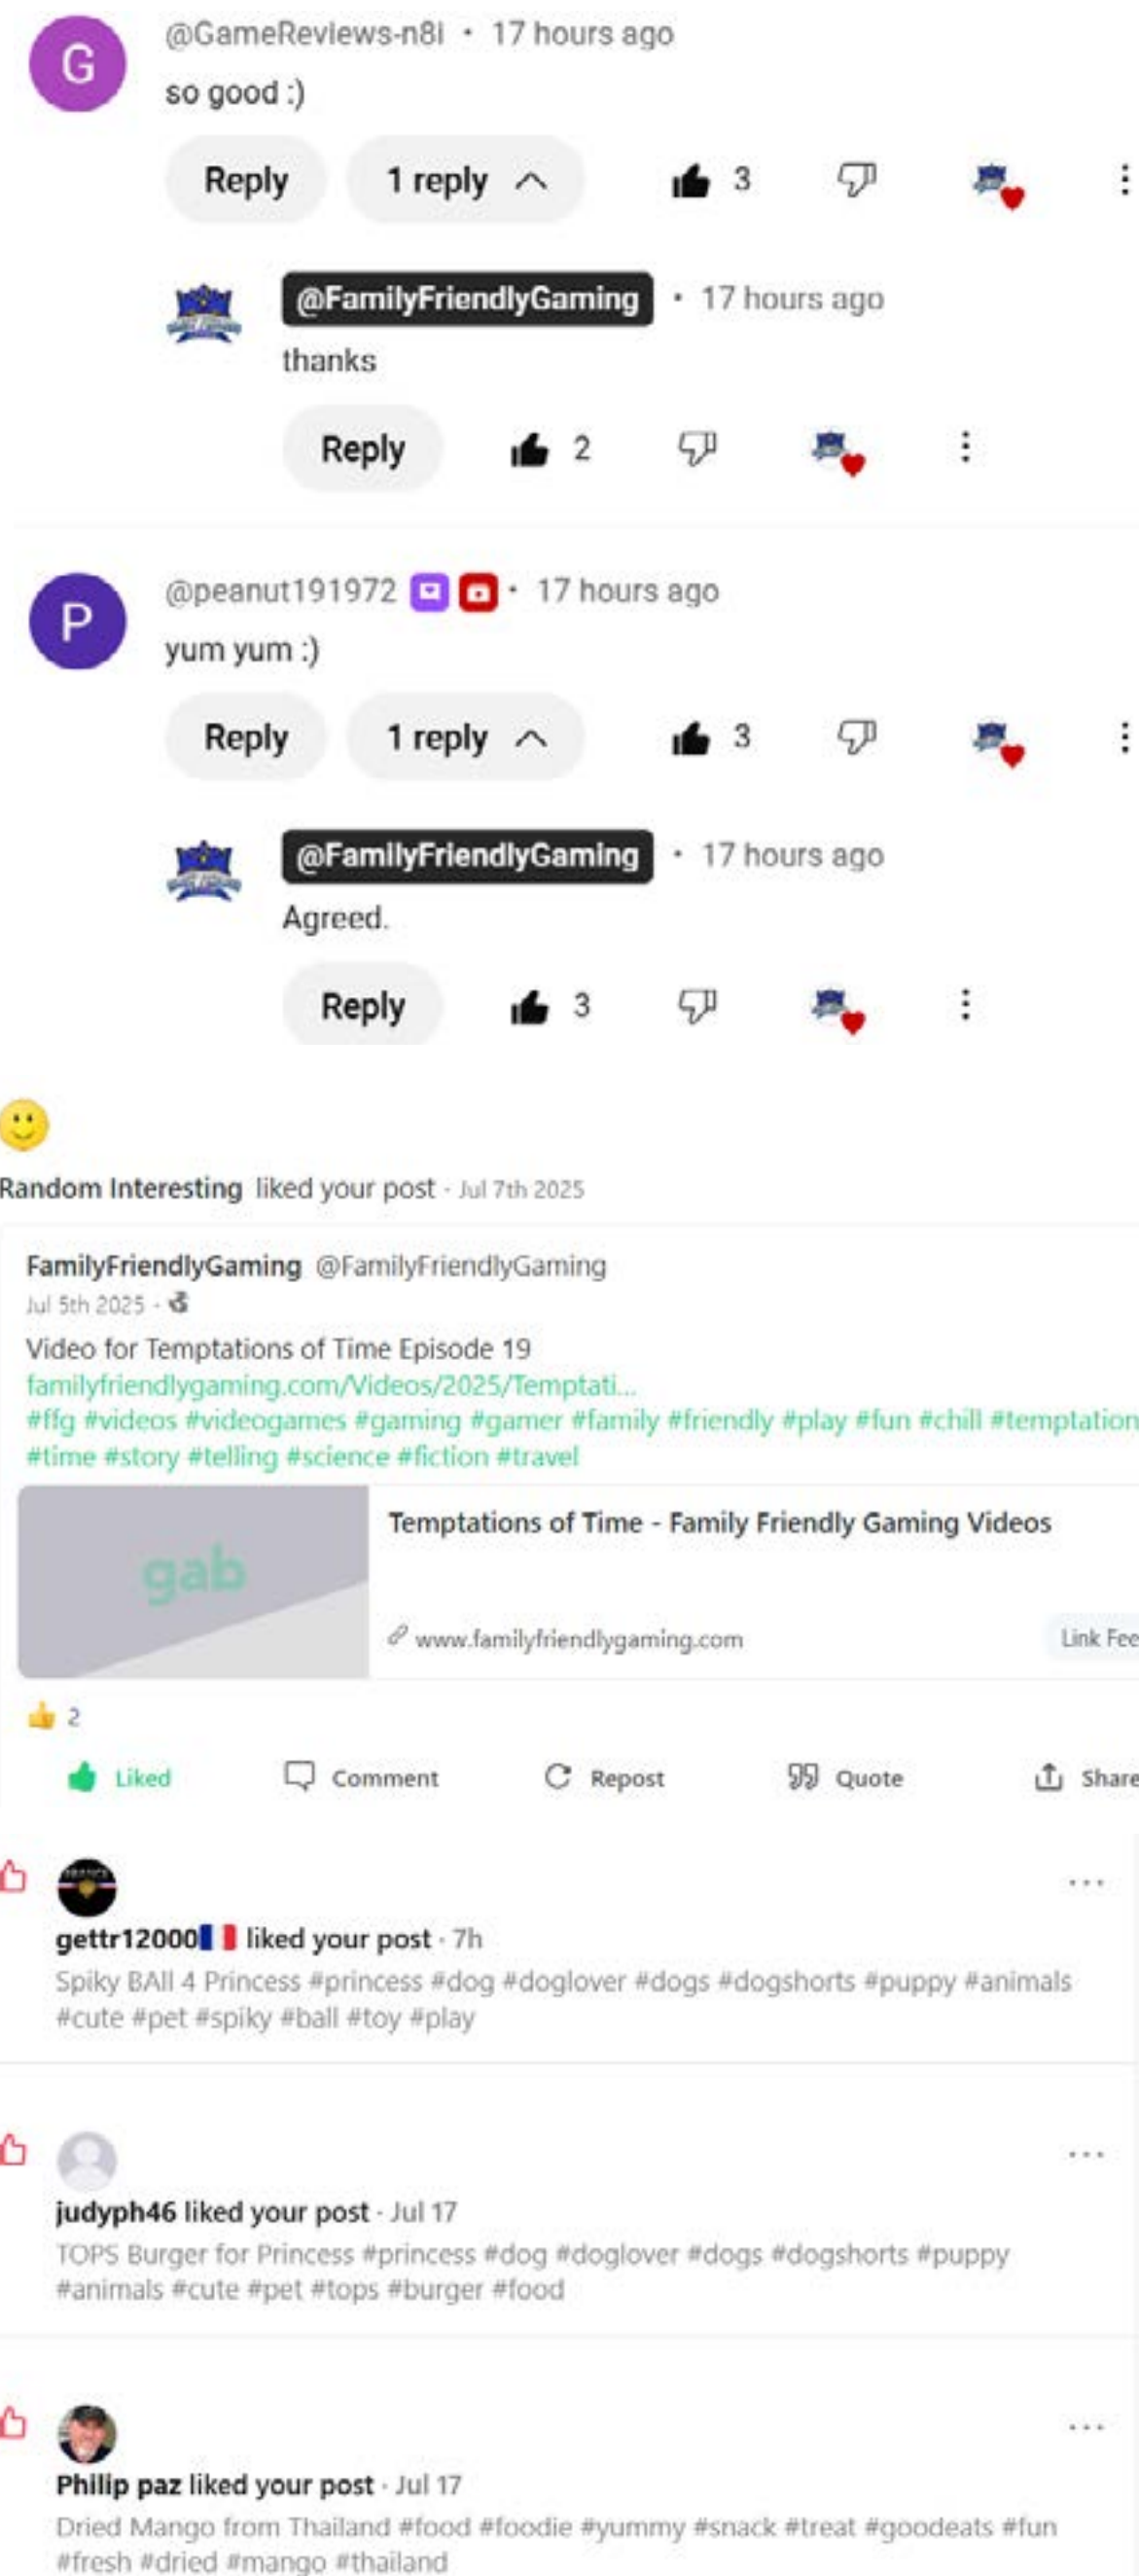 G
@GameReviews-n8i • 17 hours ago
so good :)
Reply 1 reply 3
@FamilyFriendlyGaming • 17 hours ago
thanks
Reply 2
P
@peanut191972 • 17 hours ago
yum yum :)
Reply 1 reply 3
@FamilyFriendlyGaming • 17 hours ago
Agreed.
Reply 3
Random Interesting liked your post · Jul 7th 2025
FamilyFriendlyGaming @FamilyFriendlyGaming
Jul 5th 2025 ·
Video for Temptations of Time Episode 19
familyfriendlygaming.com/Videos/2025/Temptati...
#ffg #videos #videogames #gaming #gamer #family #friendly #play #fun #chill #temptation
#time #story #telling #science #fiction #travel
gab
Temptations of Time - Family Friendly Gaming Videos
www.familyfriendlygaming.com
Link Fee
2
Liked Comment Repost Quote Share
gettr12000🇫🇷 liked your post · 7h
Spiky BAll 4 Princess #princess #dog #doglover #dogs #dogshorts #puppy #animals
#cute #pet #spiky #ball #toy #play
judyph46 liked your post · Jul 17
TOPS Burger for Princess #princess #dog #doglover #dogs #dogshorts #puppy
#animals #cute #pet #tops #burger #food
Philip paz liked your post · Jul 17
Dried Mango from Thailand #food #foodie #yummy #snack #treat #goodeats #fun
#fresh #dried #mango #thailand